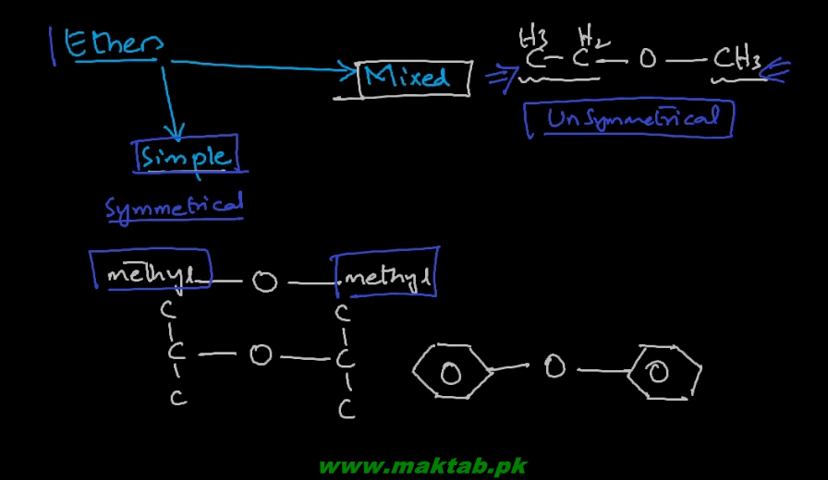 Ethers
Mixed
H3 H2
C - C - O - CH3
Unsymmetrical
Simple
Symmetrical
methyl - O - methyl
C C
C - O - C
C C
O - O - O
www.maktab.pk